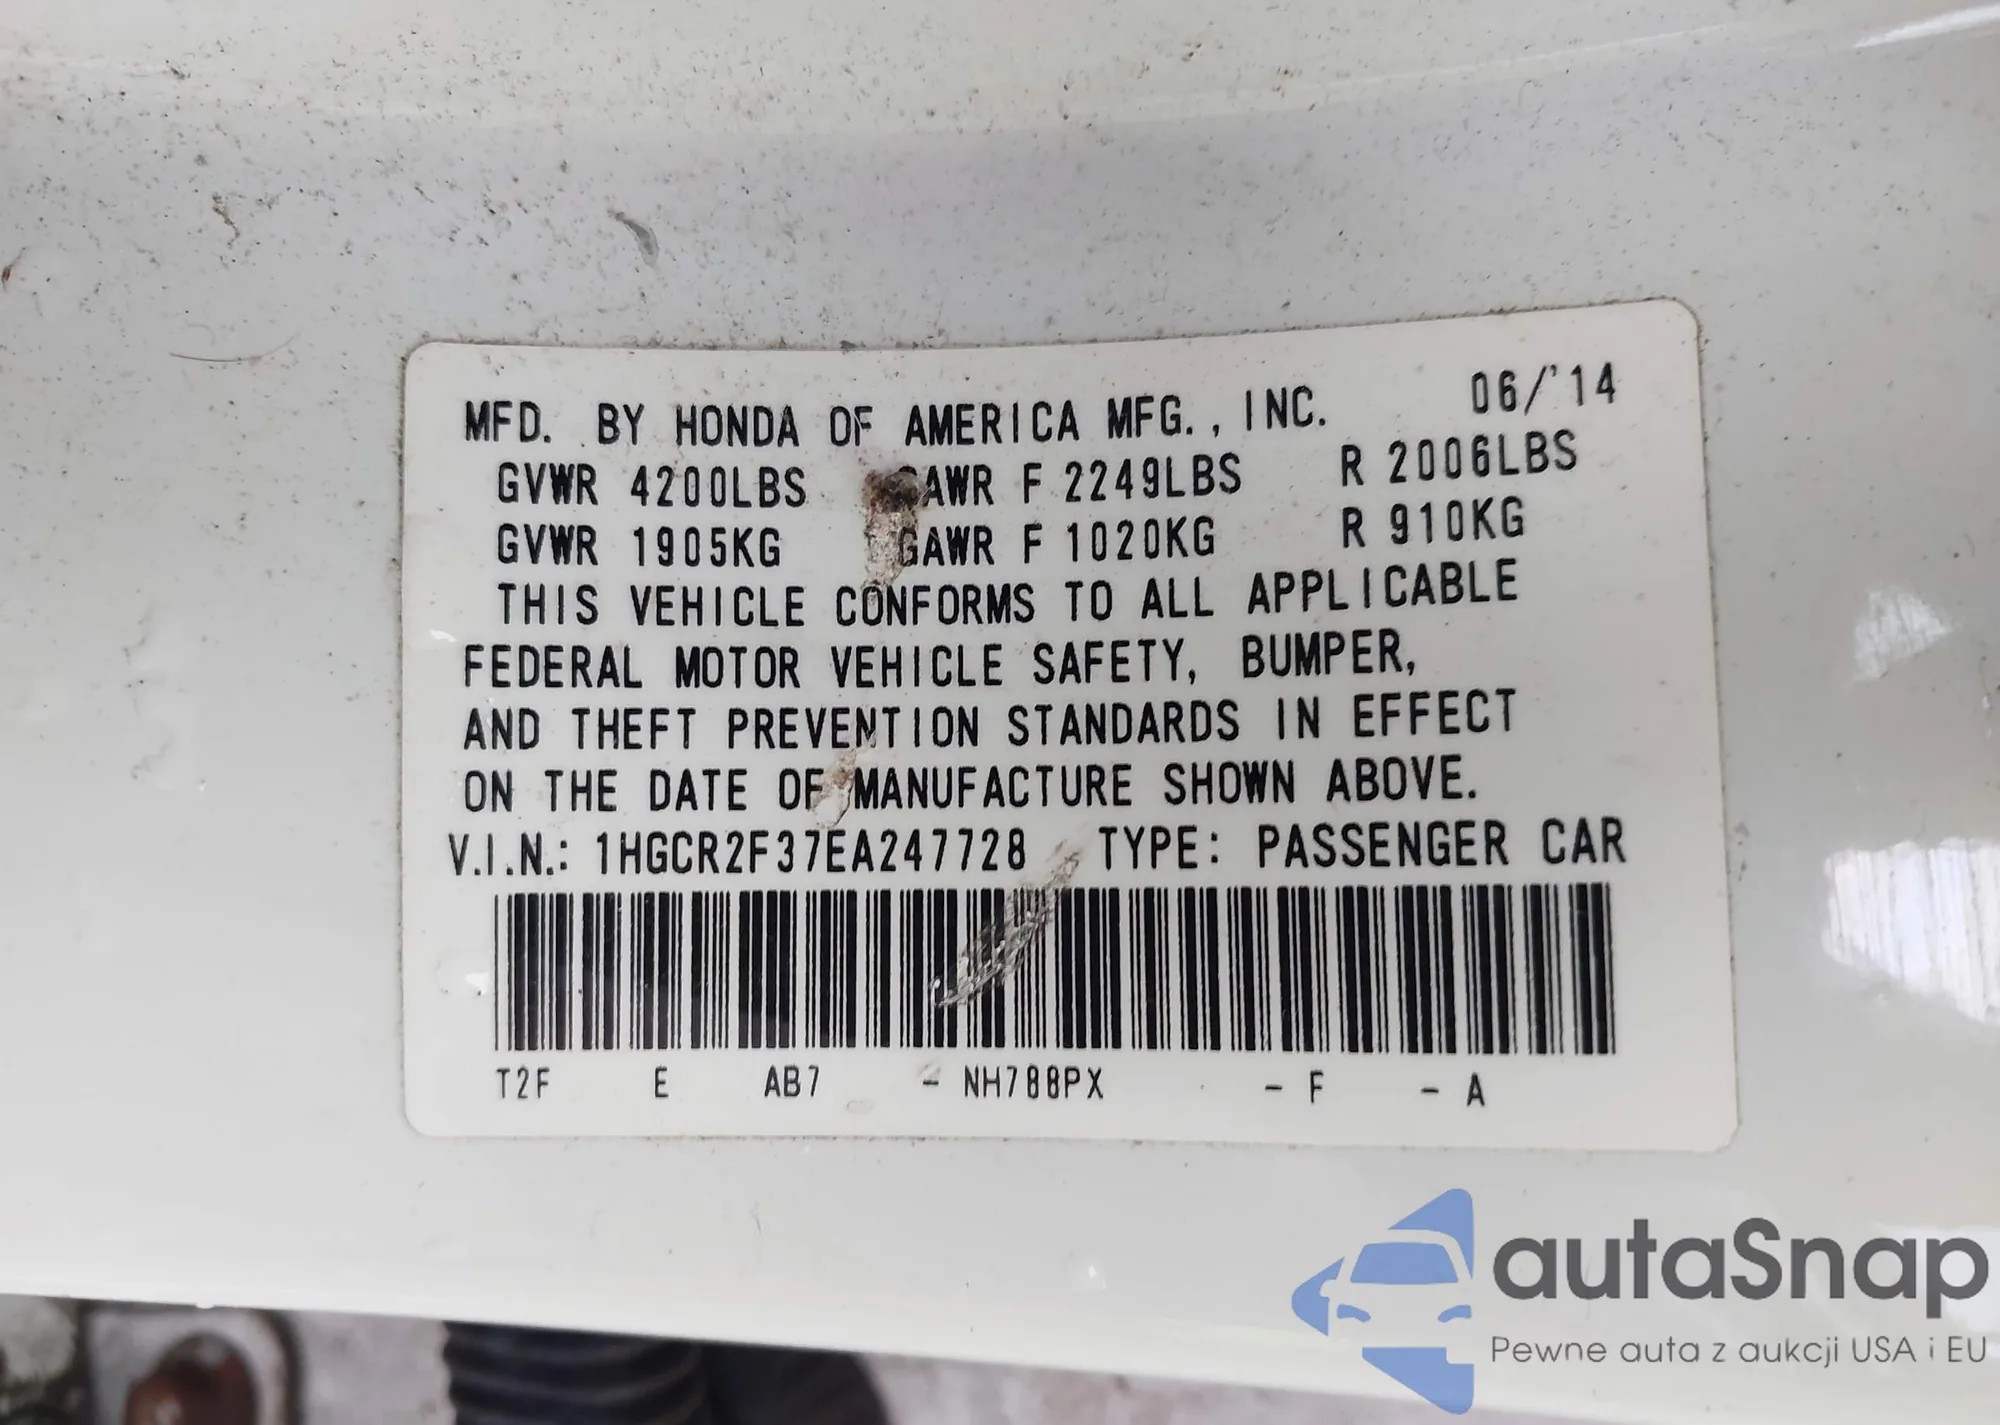 MFD. BY HONDA OF AMERICA MFG., INC. 06/'14
GVWR 4200LBS GAWR F 2249LBS R 2006LBS
GVWR 1905KG GAWR F 1020KG R 910KG
THIS VEHICLE CONFORMS TO ALL APPLICABLE
FEDERAL MOTOR VEHICLE SAFETY, BUMPER,
AND THEFT PREVENTION STANDARDS IN EFFECT
ON THE DATE OF MANUFACTURE SHOWN ABOVE.
V.I.N.: 1HGCR2F37EA247728 TYPE: PASSENGER CAR
T2F E AB7 - NH788PX - F - A
autaSnap
Pewne auta z aukcji USA i EU